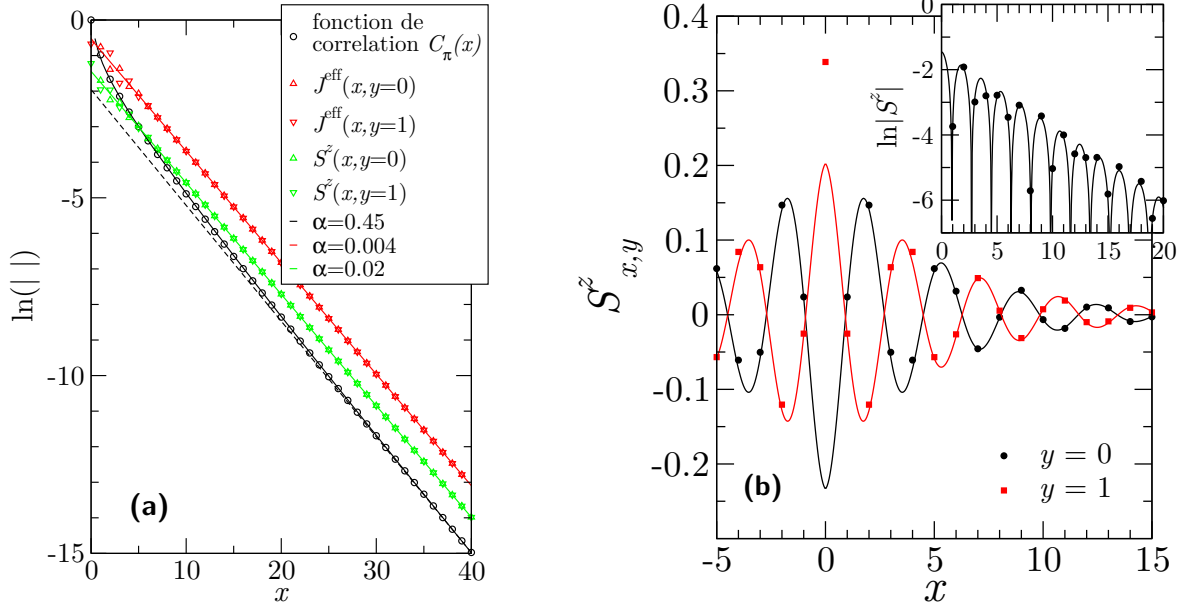 0
-5
-10
-15
0
10
20
30
40
ln(| |)
x
(a)
fonction de
correlation C_π(x)
J^eff(x,y=0)
J^eff(x,y=1)
S^z(x,y=0)
S^z(x,y=1)
α=0.45
α=0.004
α=0.02
0.4
0.3
0.2
0.1
0
-0.1
-0.2
-5
0
5
10
15
S^z_x,y
x
(b)
y = 0
y = 1
0
-2
-4
-6
0
5
10
15
20
ln|S^z|